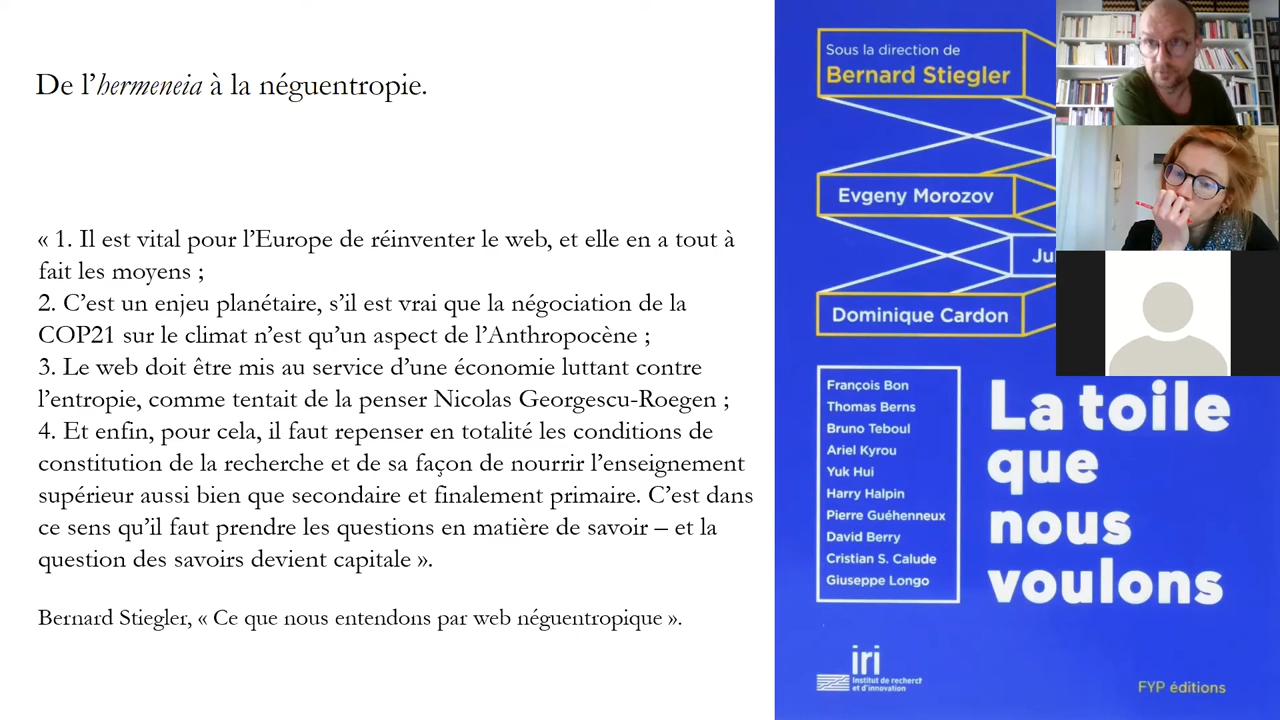 De l’hermeneia à la néguentropie.
« 1. Il est vital pour l’Europe de réinventer le web, et elle en a tout à
fait les moyens ;
2. C’est un enjeu planétaire, s’il est vrai que la négociation de la
COP21 sur le climat n’est qu’un aspect de l’Anthropocène ;
3. Le web doit être mis au service d’une économie luttant contre
l’entropie, comme tentait de la penser Nicolas Georgescu-Roegen ;
4. Et enfin, pour cela, il faut repenser en totalité les conditions de
constitution de la recherche et de sa façon de nourrir l’enseignement
supérieur aussi bien que secondaire et finalement primaire. C’est dans
ce sens qu’il faut prendre les questions en matière de savoir – et la
question des savoirs devient capitale ».
Bernard Stiegler, « Ce que nous entendons par web néguentropique ».
Sous la direction de
Bernard Stiegler
Evgeny Morozov
Ju
Dominique Cardon
François Bon
Thomas Berns
Bruno Teboul
Ariel Kyrou
Yuk Hui
Harry Halpin
Pierre Guéhenneux
David Berry
Cristian S. Calude
Giuseppe Longo
La toile
que
nous
voulons
iri
Institut de recherch
et d'innovation
FYP éditions